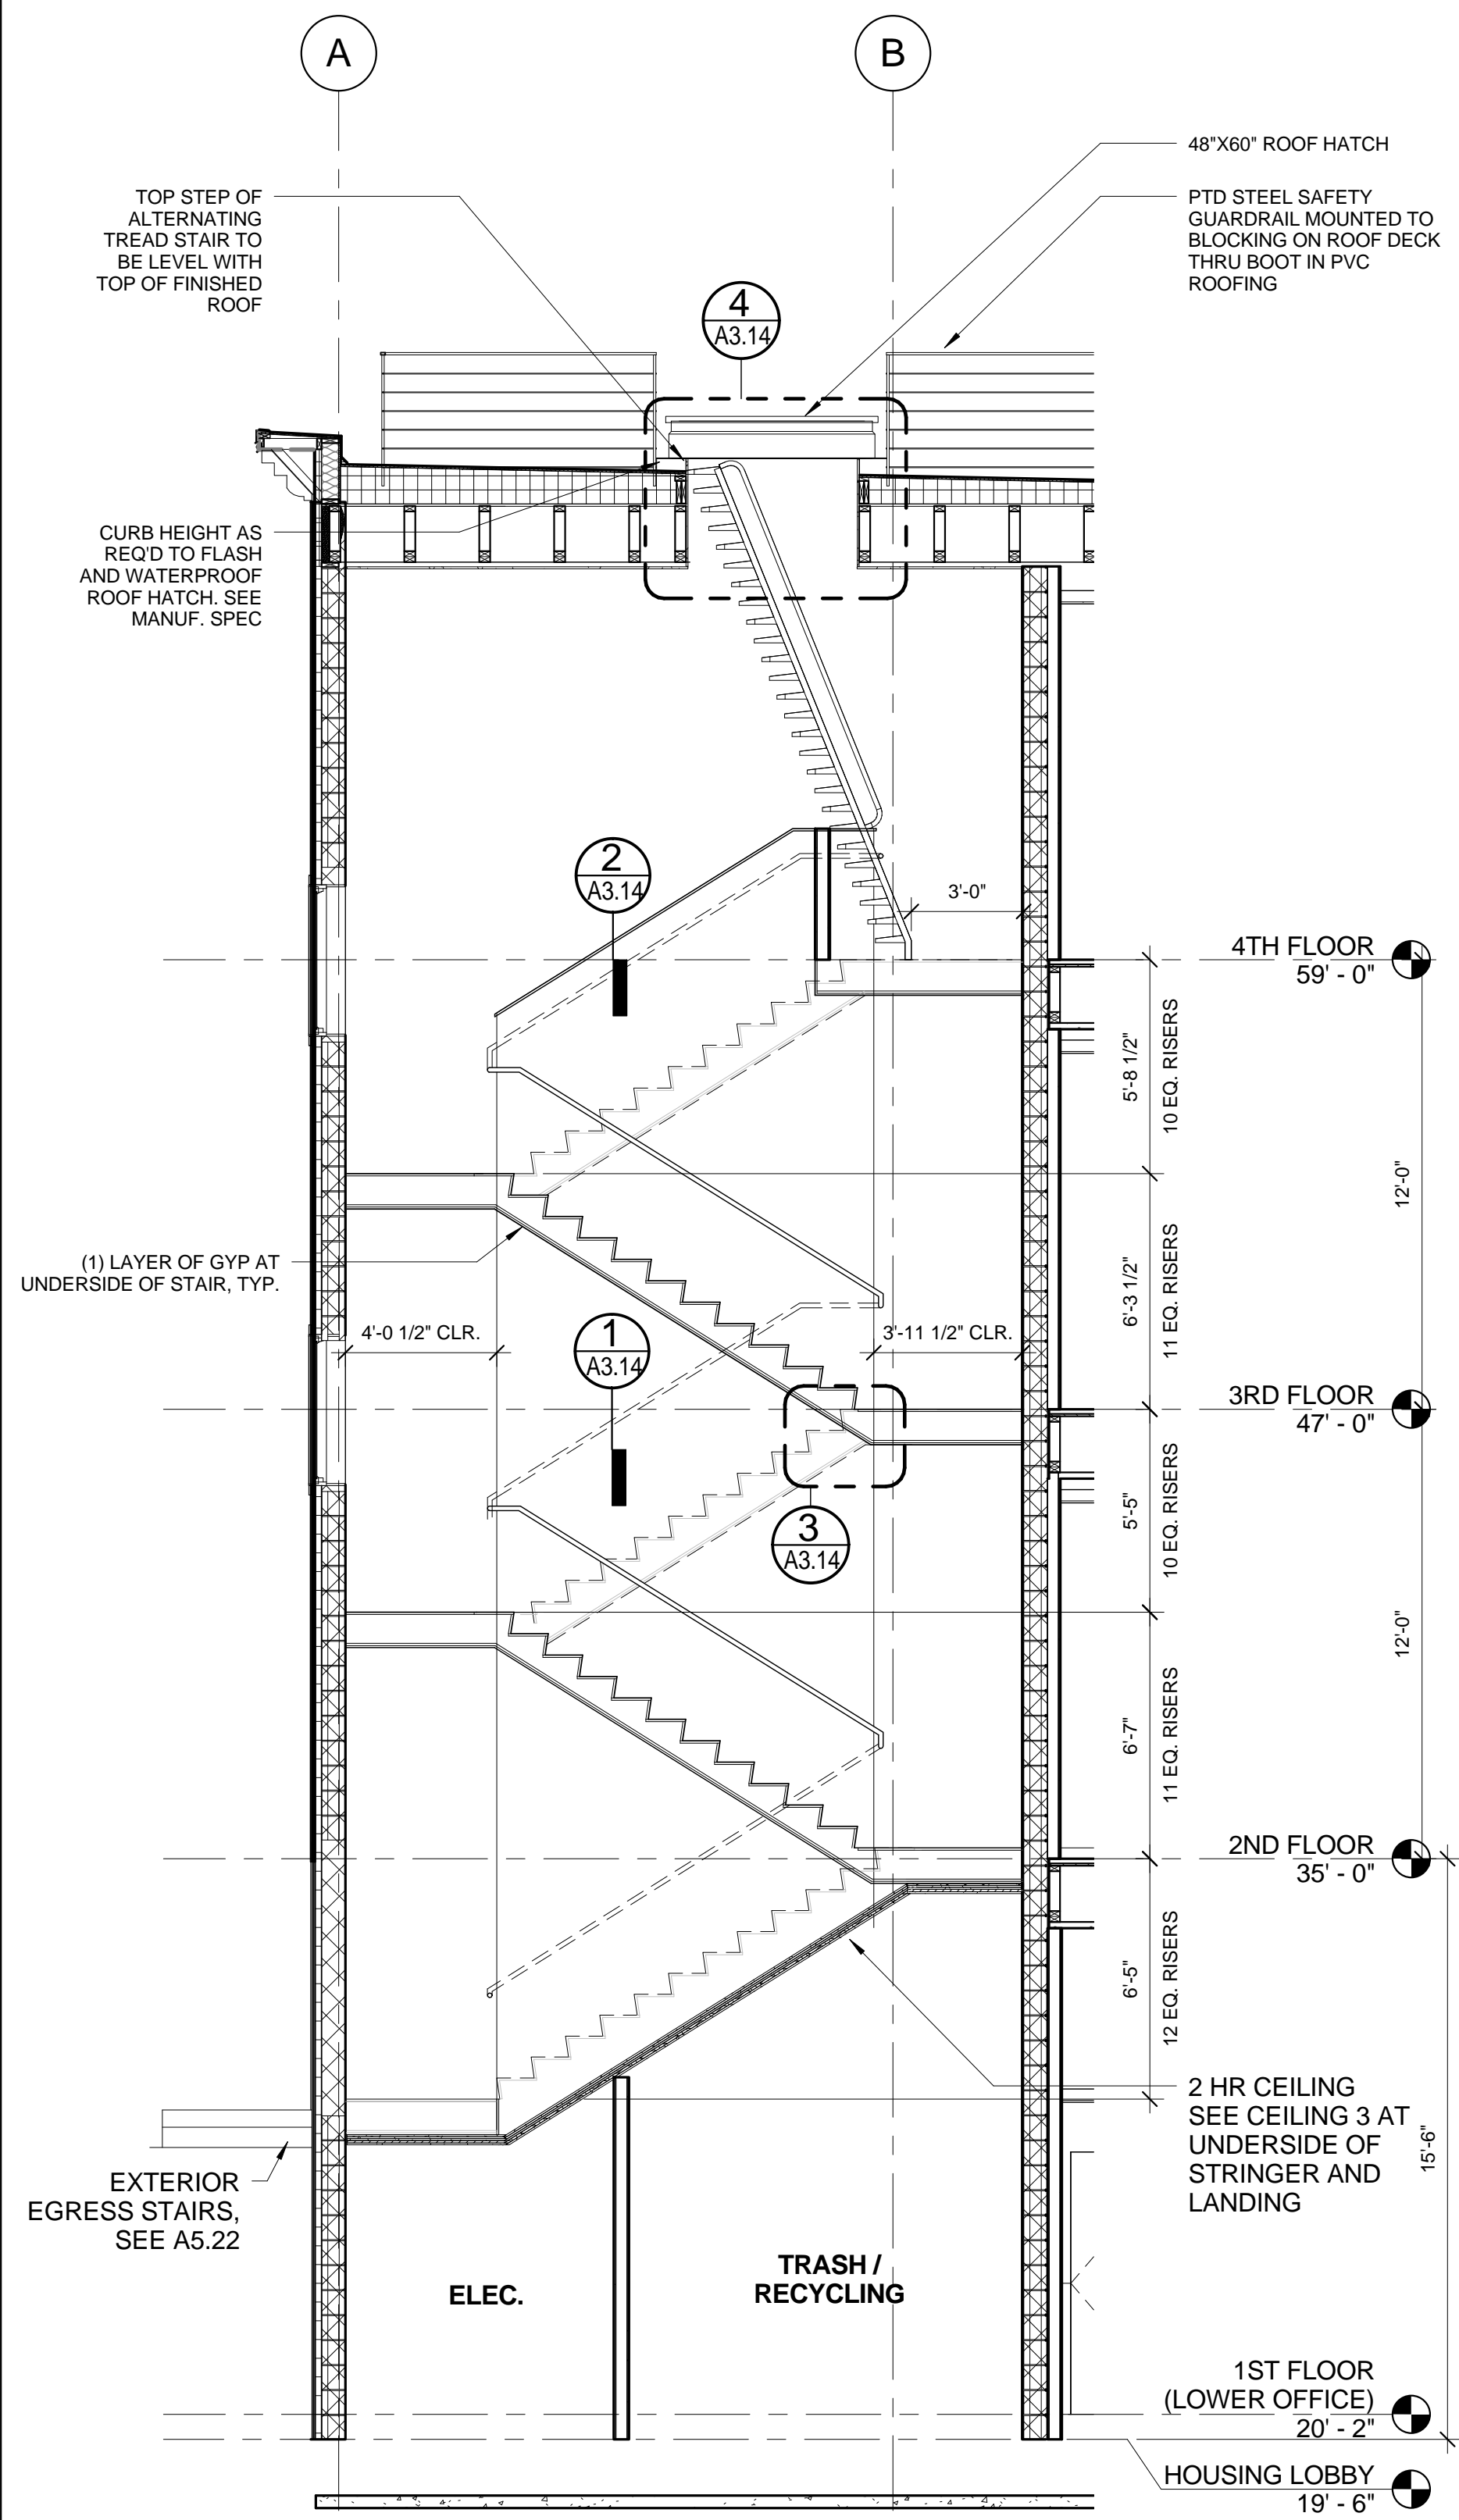 A
B
48"X60" ROOF HATCH
TOP STEP OF
ALTERNATING
TREAD STAIR TO
BE LEVEL WITH
TOP OF FINISHED
ROOF
PTD STEEL SAFETY
GUARDRAIL MOUNTED TO
BLOCKING ON ROOF DECK
THRU BOOT IN PVC
ROOFING
4
A3.14
CURB HEIGHT AS
REQ'D TO FLASH
AND WATERPROOF
ROOF HATCH. SEE
MANUF. SPEC
2
A3.14
3'-0"
4TH FLOOR
59' - 0"
5'-8 1/2"
10 EQ. RISERS
12'-0"
(1) LAYER OF GYP AT
UNDERSIDE OF STAIR, TYP.
6'-3 1/2"
11 EQ. RISERS
4'-0 1/2" CLR.
1
A3.14
3'-11 1/2" CLR.
3RD FLOOR
47' - 0"
5'-5"
10 EQ. RISERS
3
A3.14
12'-0"
6'-7"
11 EQ. RISERS
2ND FLOOR
35' - 0"
6'-5"
12 EQ. RISERS
2 HR CEILING
SEE CEILING 3 AT
UNDERSIDE OF
STRINGER AND
LANDING
15'-6"
EXTERIOR
EGRESS STAIRS,
SEE A5.22
ELEC.
TRASH /
RECYCLING
1ST FLOOR
(LOWER OFFICE)
20' - 2"
HOUSING LOBBY
19' - 6"